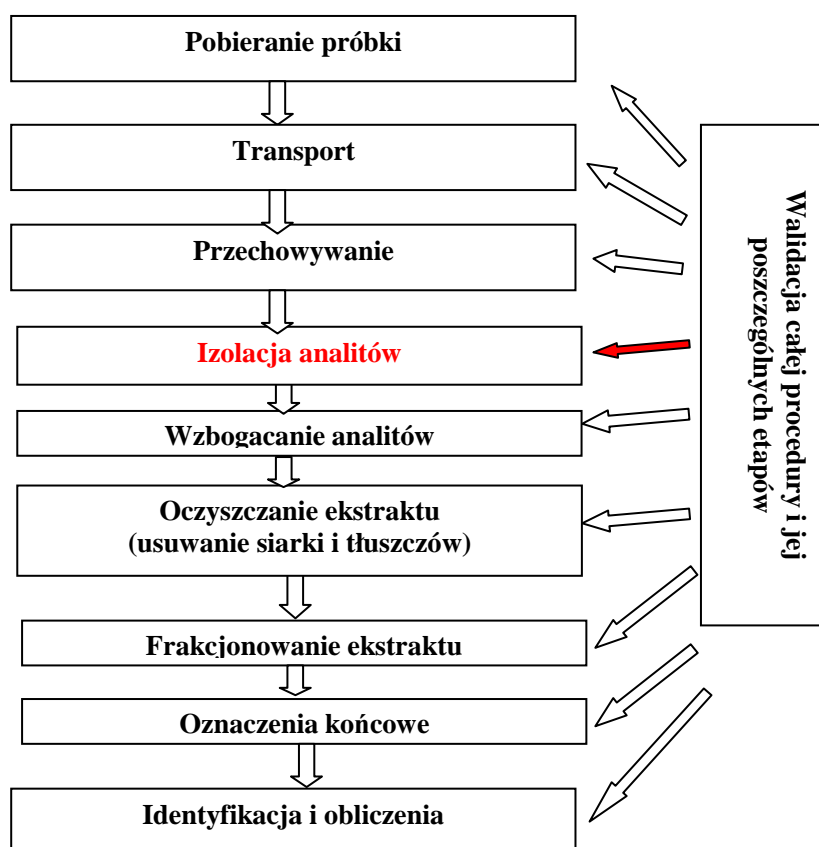 Pobieranie próbki
Transport
Przechowywanie
Izolacja analitów
Wzbogacanie analitów
Oczyszczanie ekstraktu
(usuwanie siarki i tłuszczów)
Frakcjonowanie ekstraktu
Oznaczenia końcowe
Identyfikacja i obliczenia
Walidacja całej procedury i jej
poszczególnych etapów